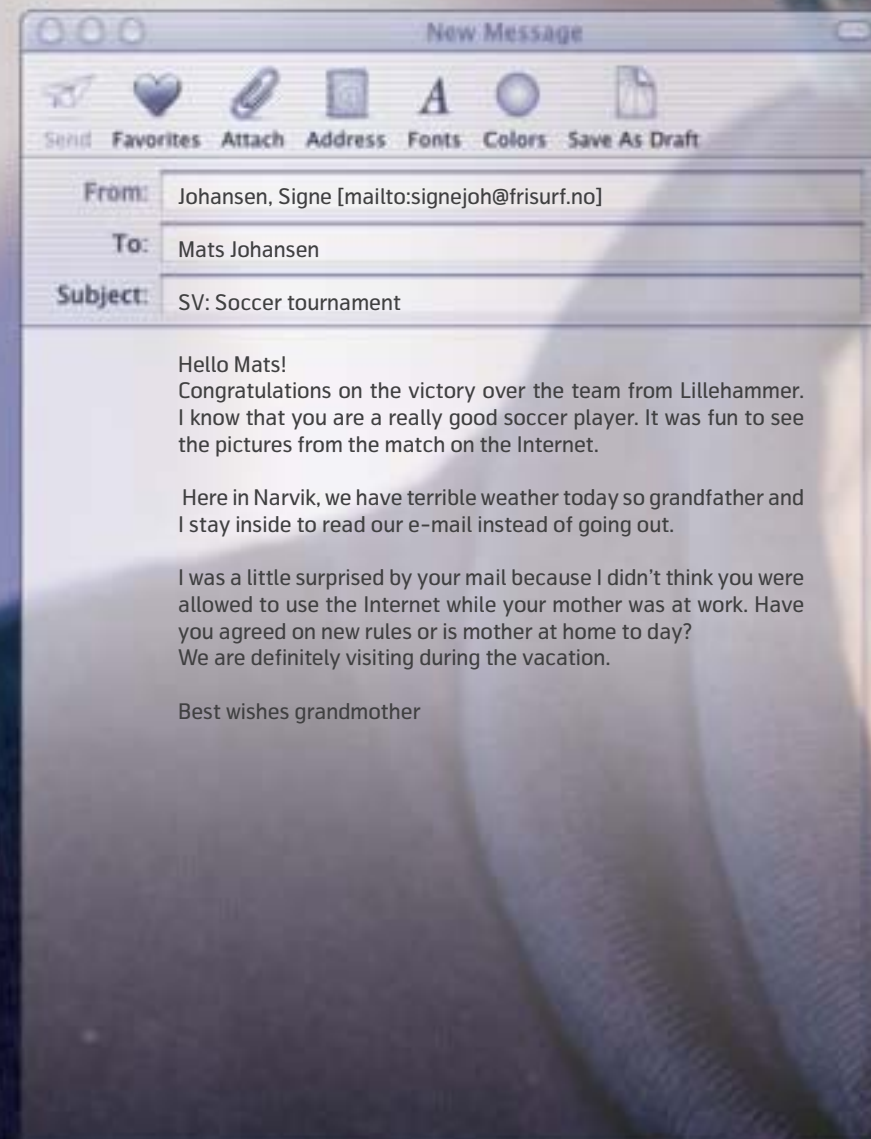 New Message
Send Favorites Attach Address Fonts Colors Save As Draft
From: Johansen, Signe [mailto:signejoh@frisurf.no]
To: Mats Johansen
Subject: SV: Soccer tournament
Hello Mats!
Congratulations on the victory over the team from Lillehammer.
I know that you are a really good soccer player. It was fun to see
the pictures from the match on the Internet.
Here in Narvik, we have terrible weather today so grandfather and
I stay inside to read our e-mail instead of going out.
I was a little surprised by your mail because I didn't think you were
allowed to use the Internet while your mother was at work. Have
you agreed on new rules or is mother at home to day?
We are definitely visiting during the vacation.
Best wishes grandmother